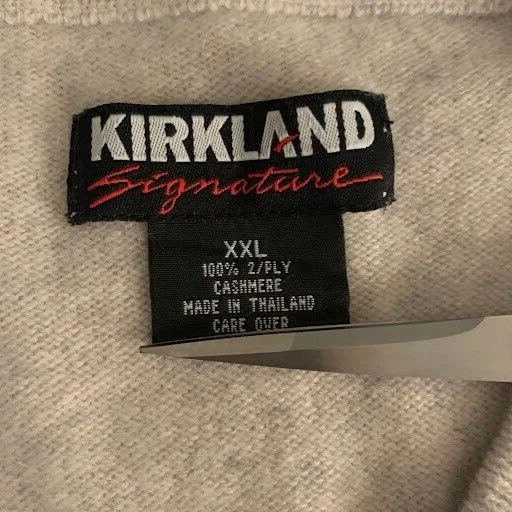 KIRKLAND
Signature
XXL
100% 2/PLY
CASHMERE
MADE IN THAILAND
CARE OVER